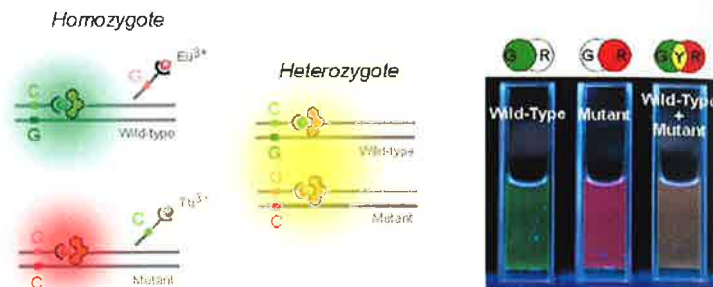 Homozygote
Eu3+
G
C
G
Wild-type
Tb3+
C
G
C
Mutant
Heterozygote
C
G
Wild-type
G
C
Mutant
G R
G R
G Y R
Wild-Type
Mutant
Wild-Type
+
Mutant